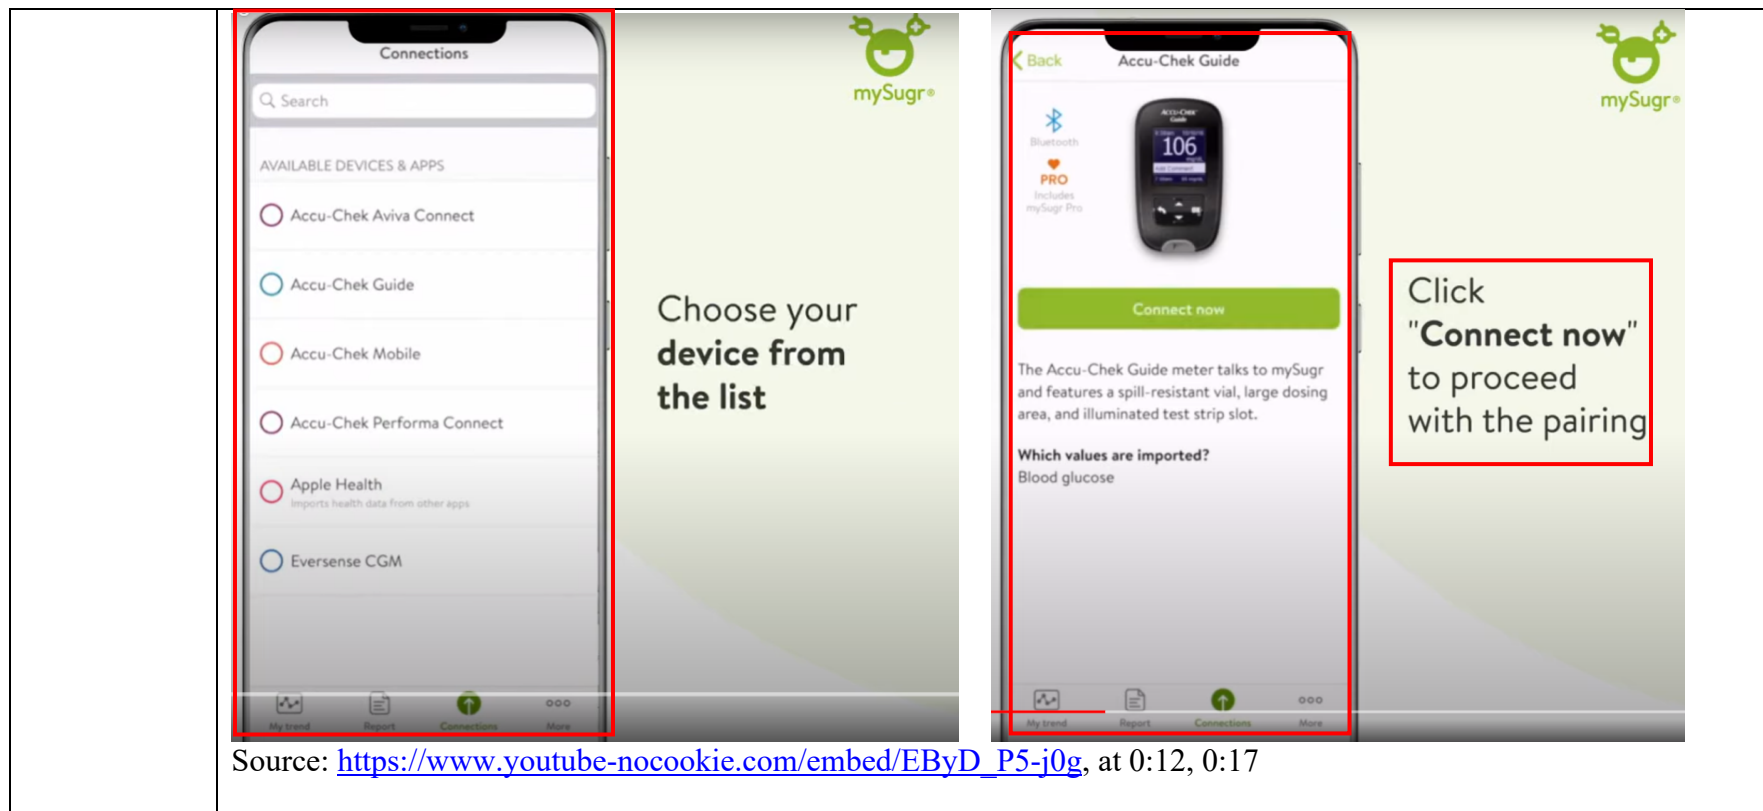 Connections
Search
AVAILABLE DEVICES & APPS
Accu-Chek Aviva Connect
Accu-Chek Guide
Accu-Chek Mobile
Accu-Chek Performa Connect
Apple Health
Imports health data from other apps
Eversense CGM
My trend
Report
Connections
More
mySugr®
Choose your
device from
the list
Back
Accu-Chek Guide
Bluetooth
PRO
Includes
mySugr Pro
ACCU-CHEK
Guide
106
mg/dL
Connect now
The Accu-Chek Guide meter talks to mySugr
and features a spill-resistant vial, large dosing
area, and illuminated test strip slot.
Which values are imported?
Blood glucose
My trend
Report
Connections
More
mySugr®
Click
"Connect now"
to proceed
with the pairing
Source: https://www.youtube-nocookie.com/embed/EByD_P5-j0g, at 0:12, 0:17